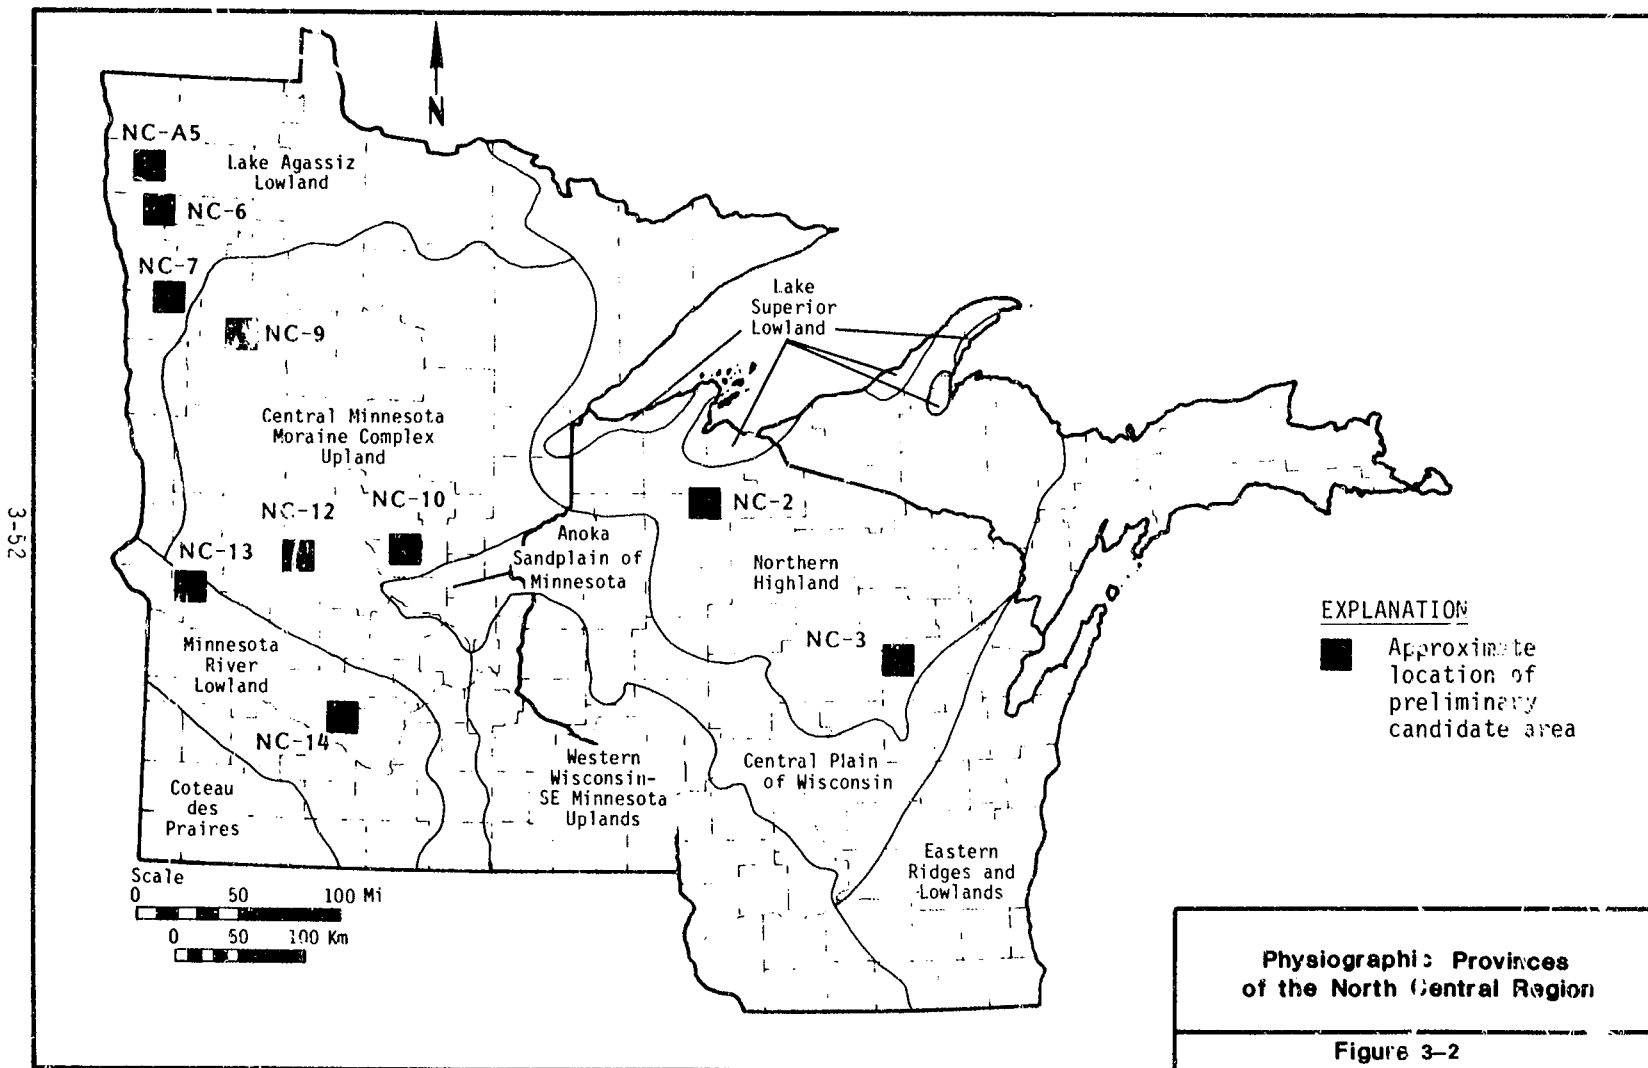 N
NC-A5
Lake Agassiz
Lowland
NC-6
NC-7
NC-9
Lake
Superior
Lowland
Central Minnesota
Moraine Complex
Upland
NC-10
NC-12
NC-2
NC-13
Anoka
Sandplain of
Minnesota
Northern
Highland
NC-3
Minnesota
River
Lowland
NC-14
Western
Wisconsin-
SE Minnesota
Uplands
Central Plain
of Wisconsin
Coteau
des
Praires
Eastern
Ridges and
Lowlands
Scale
0 50 100 Mi
0 50 100 Km
EXPLANATION
Approximate
location of
preliminary
candidate area
Physiographic Provinces
of the North Central Region
Figure 3-2
3-52